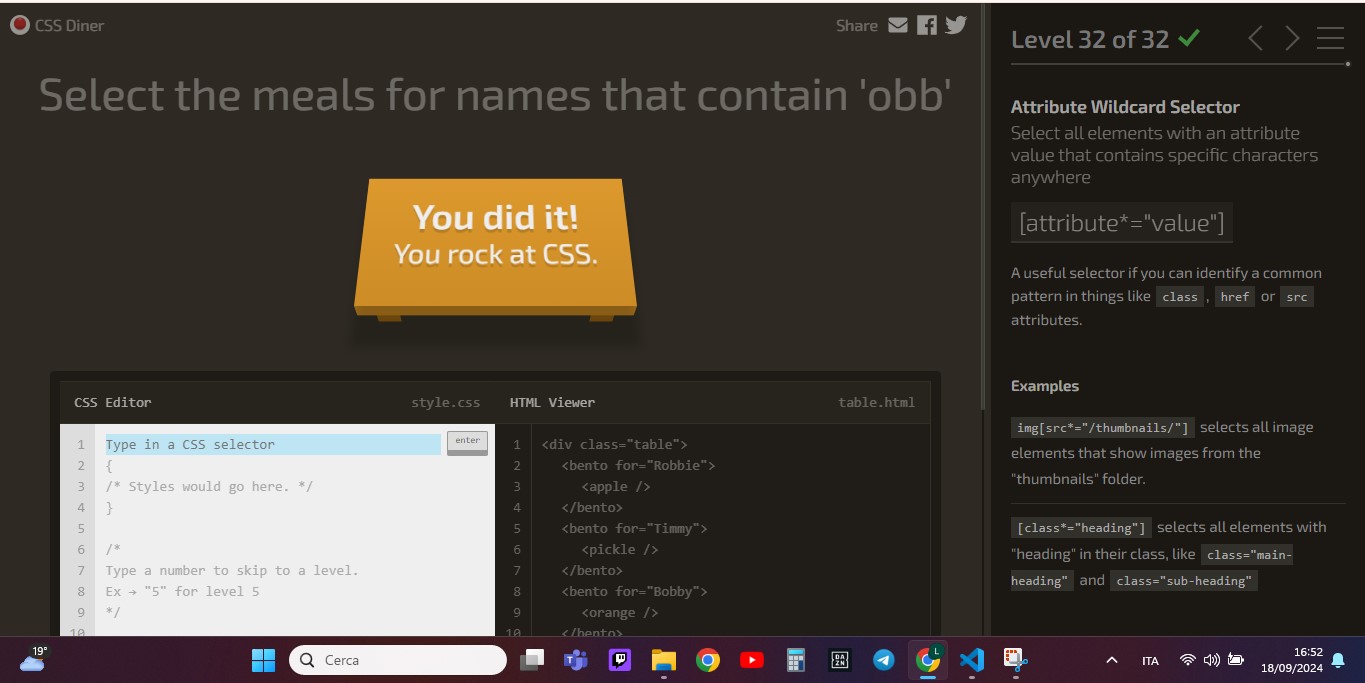 CSS Diner
Share
Select the meals for names that contain 'obb'
You did it!
You rock at CSS.
CSS Editor
style.css
HTML Viewer
table.html
1
Type in a CSS selector
enter
2
{
3
/* Styles would go here. */
4
}
5
6
/*
7
Type a number to skip to a level.
8
Ex → "5" for level 5
9
*/
10
1
<div class="table">
2
<bento for="Robbie">
3
<apple />
4
</bento>
5
<bento for="Timmy">
6
<pickle />
7
</bento>
8
<bento for="Bobby">
9
<orange />
10
</bento>
Level 32 of 32
Attribute Wildcard Selector
Select all elements with an attribute
value that contains specific characters
anywhere
[attribute*="value"]
A useful selector if you can identify a common
pattern in things like class , href or src
attributes.
Examples
img[src*="/thumbnails/"] selects all image
elements that show images from the
"thumbnails" folder.
[class*="heading"] selects all elements with
"heading" in their class, like class="main-
heading" and class="sub-heading"
19°
Cerca
DA
ZN
L
ITA
16:52
18/09/2024